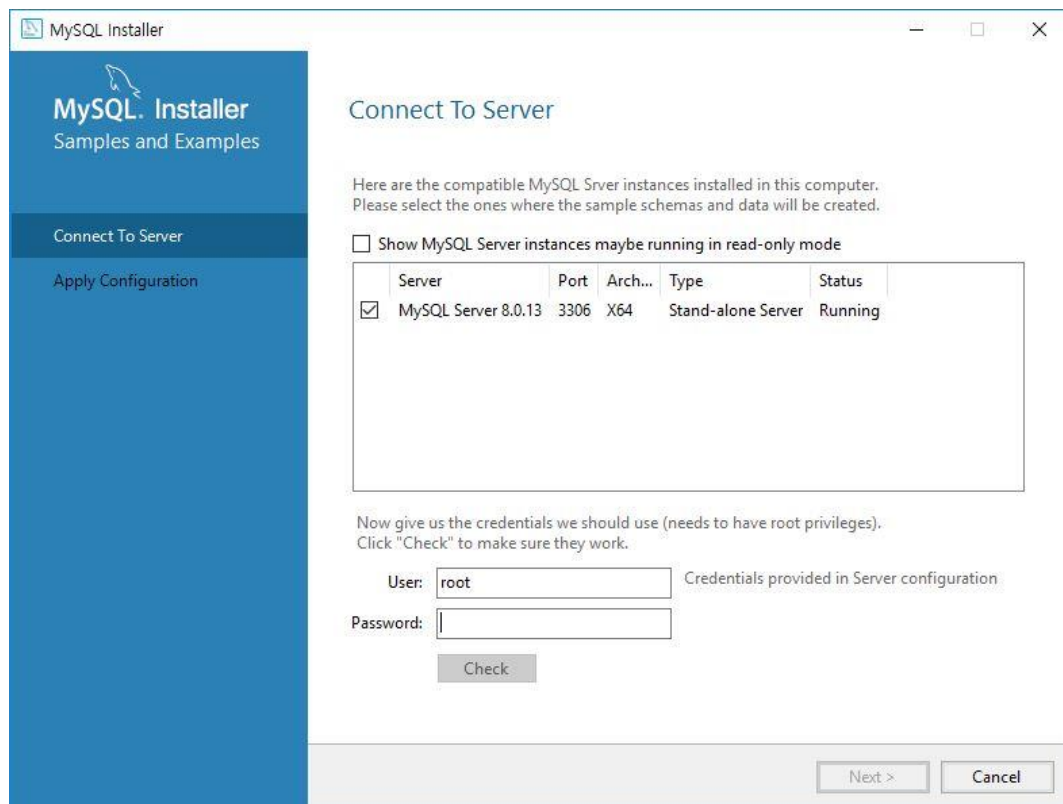 MySQL Installer
MySQL. Installer
Samples and Examples
Connect To Server
Apply Configuration
Connect To Server
Here are the compatible MySQL Srver instances installed in this computer.
Please select the ones where the sample schemas and data will be created.
Show MySQL Server instances maybe running in read-only mode
Server Port Arch... Type Status
MySQL Server 8.0.13 3306 X64 Stand-alone Server Running
Now give us the credentials we should use (needs to have root privileges).
Click "Check" to make sure they work.
User: root Credentials provided in Server configuration
Password:
Check
Next > Cancel